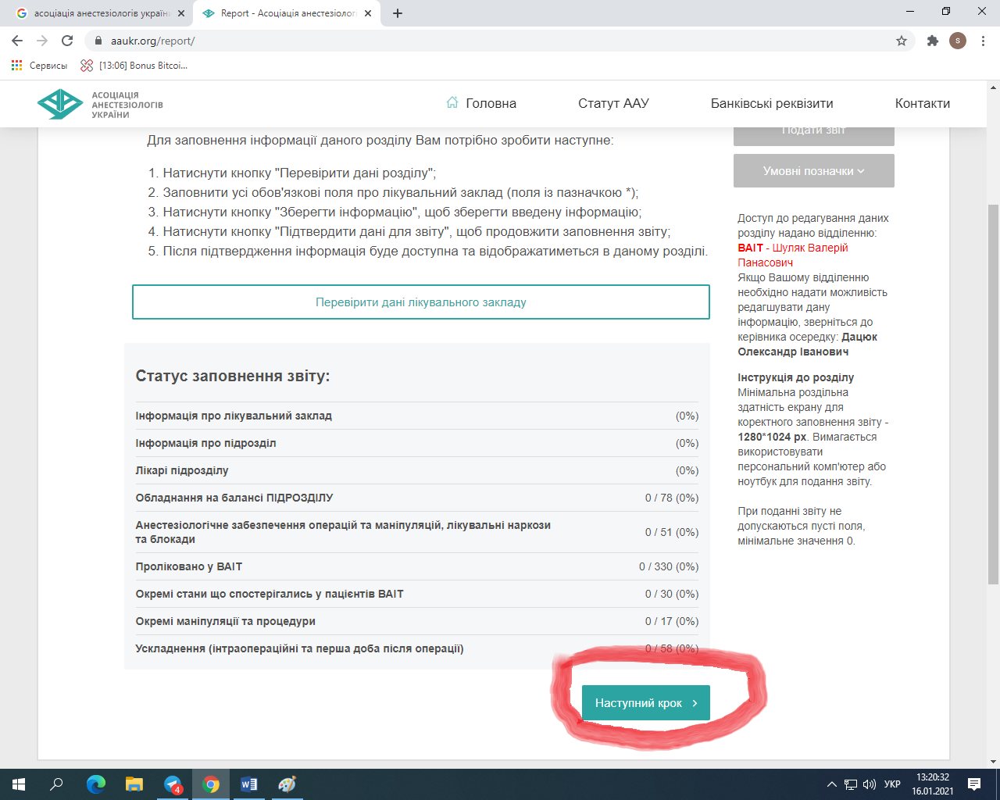 асоціація анестезіологів україн
Report - Асоціація анестезіолог
aaukr.org/report/
s
Сервисы
[13:06] Bonus Bitcoi...
АСОЦІАЦІЯ
АНЕСТЕЗІОЛОГІВ
УКРАЇНИ
Головна
Статут ААУ
Банківські реквізити
Контакти
Для заповнення інформації даного розділу Вам потрібно зробити наступне:
1. Натиснути кнопку "Перевірити дані розділу";
2. Заповнити усі обов'язкові поля про лікувальний заклад (поля із пазначкою *);
3. Натиснути кнопку "Зберегти інформацію", щоб зберегти введену інформацію;
4. Натиснути кнопку "Підтвердити дані для звіту", щоб продовжити заповнення звіту;
5. Після підтвердження інформація буде доступна та відображатиметься в даному розділі.
Перевірити дані лікувального закладу
Статус заповнення звіту:
Інформація про лікувальний заклад (0%)
Інформація про підрозділ (0%)
Лікарі підрозділу (0%)
Обладнання на балансі ПІДРОЗДІЛУ 0 / 78 (0%)
Анестезіологічне забезпечення операцій та маніпуляцій, лікувальні наркози
та блокади 0 / 51 (0%)
Проліковано у ВАІТ 0 / 330 (0%)
Окремі стани що спостерігались у пацієнтів ВАІТ 0 / 30 (0%)
Окремі маніпуляції та процедури 0 / 17 (0%)
Ускладнення (інтраопераційні та перша доба після операції) 0 / 58 (0%)
Наступний крок
Подати звіт
Умовні позначки
Доступ до редагування даних
розділу надано відділенню:
ВАІТ - Шуляк Валерій
Панасович
Якщо Вашому відділенню
необхідно надати можливість
редагшувати дану
інформацію, зверніться до
керівника осередку: Дацюк
Олександр Іванович
Інструкція до розділу
Мінімальна роздільна
здатність екрану для
коректного заповнення звіту -
1280*1024 px. Вимагається
використовувати
персональний комп'ютер або
ноутбук для подання звіту.
При поданні звіту не
допускаються пусті поля,
мінімальне значення 0.
4
УКР
13:20:32
16.01.2021